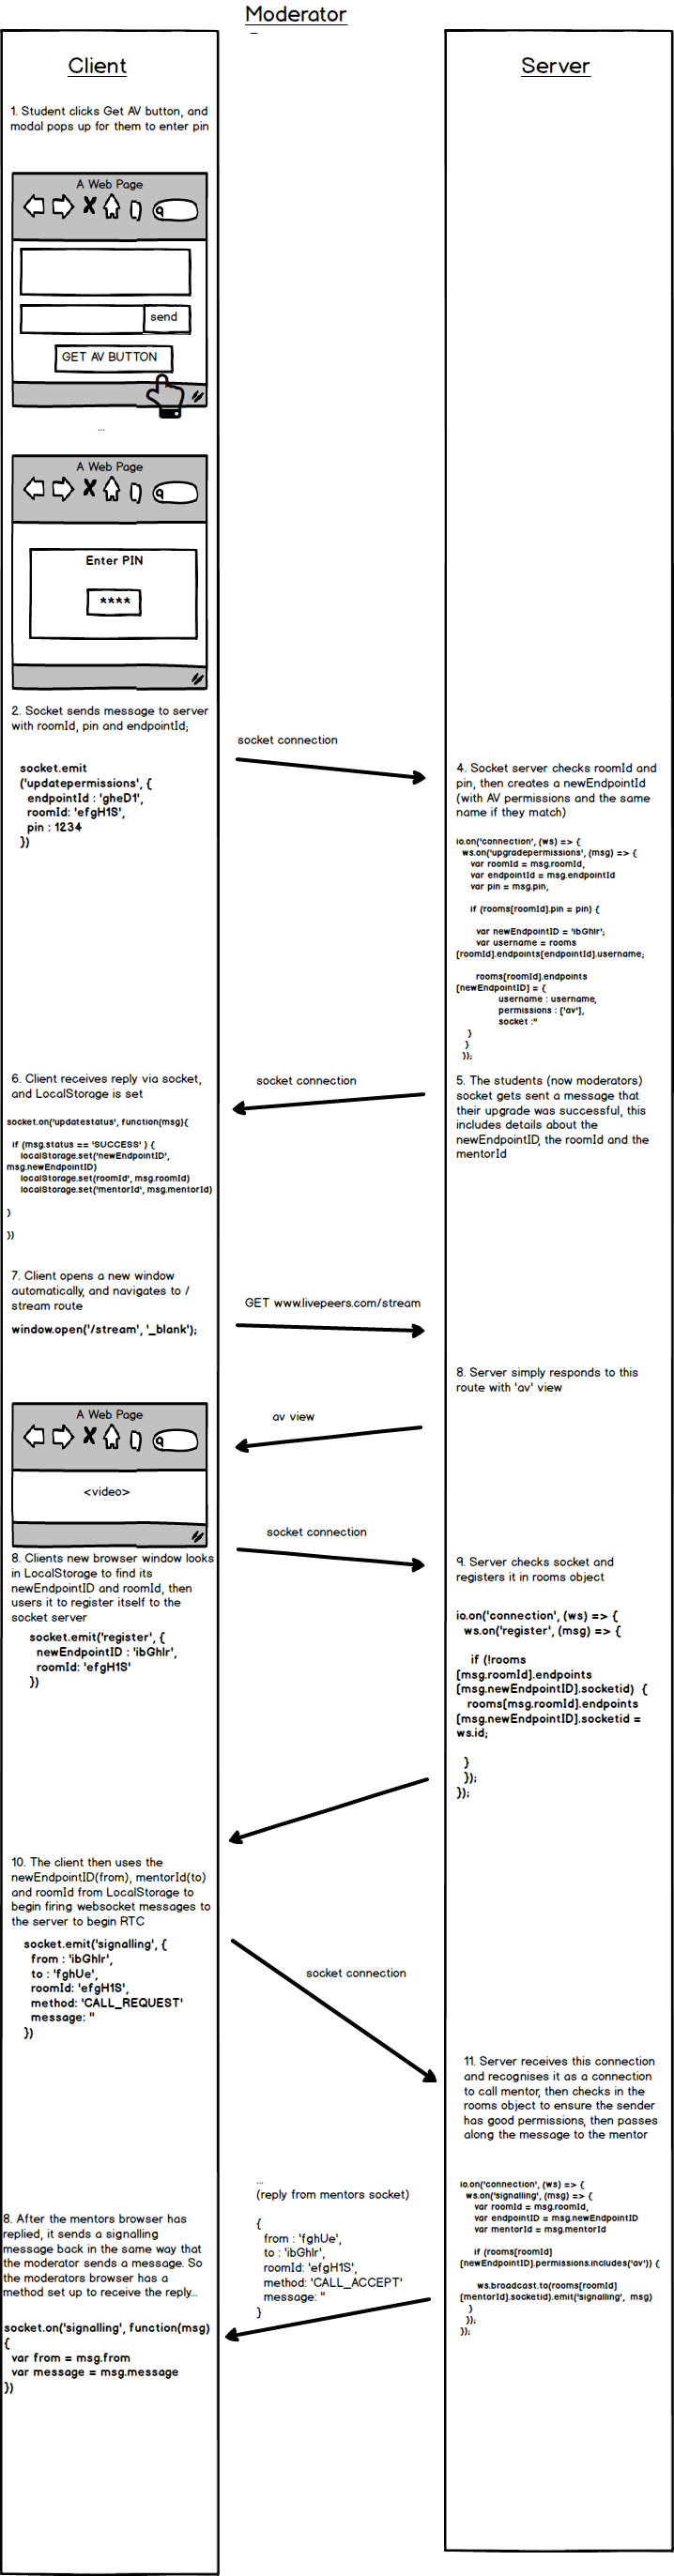 Moderator
Client
Server
1. Student clicks Get AV button, and
modal pops up for them to enter pin
A Web Page
send
GET AV BUTTON
...
A Web Page
Enter PIN
****
2. Socket sends message to server
with roomId, pin and endpointId;
socket.emit
('updatepermissions', {
endpointId : 'gheD1',
roomId: 'efgH1S',
pin : 1234
})
socket connection
4. Socket server checks roomId and
pin, then creates a newEndpointId
(with AV permissions and the same
name if they match)
io.on('connection', (ws) => {
ws.on('upgradepermissions', (msg) => {
var roomId = msg.roomId,
var endpointId = msg.endpointId
var pin = msg.pin,
if (rooms[roomId].pin = pin) {
var newEndpointID = 'ibGhIr';
var username = rooms
[roomId].endpoints[endpointId].username;
rooms[roomId].endpoints
[newEndpointID] = {
username : username,
permissions : ['av'],
socket :''
}
}
});
5. The students (now moderators)
socket gets sent a message that
their upgrade was successful, this
includes details about the
newEndpointID, the roomId and the
mentorId
socket connection
6. Client receives reply via socket,
and LocalStorage is set
socket.on('updatestatus', function(msg){
if (msg.status == 'SUCCESS' ) {
localStorage.set('newEndpointID',
msg.newEndpointID)
localStorage.set(roomId', msg.roomId)
localStorage.set('mentorId', msg.mentorId)
}
})
7. Client opens a new window
automatically, and navigates to /
stream route
window.open('/stream', '_blank');
GET www.livepeers.com/stream
8. Server simply responds to this
route with 'av' view
av view
A Web Page
<video>
8. Clients new browser window looks
in LocalStorage to find its
newEndpointID and roomId, then
users it to register itself to the
socket server
socket.emit('register', {
newEndpointID : 'ibGhIr',
roomId: 'efgH1S'
})
socket connection
9. Server checks socket and
registers it in rooms object
io.on('connection', (ws) => {
ws.on('register', (msg) => {
if (!rooms
[msg.roomId].endpoints
[msg.newEndpointID].socketid) {
rooms[msg.roomId].endpoints
[msg.newEndpointID].socketid =
ws.id;
}
});
});
10. The client then uses the
newEndpointID(from), mentorId(to)
and roomId from LocalStorage to
begin firing websocket messages to
the server to begin RTC
socket.emit('signalling', {
from : 'ibGhIr',
to : 'fghUe',
roomId: 'efgH1S',
method: 'CALL_REQUEST'
message: ''
})
socket connection
11. Server receives this connection
and recognises it as a connection
to call mentor, then checks in the
rooms object to ensure the sender
has good permissions, then passes
along the message to the mentor
io.on('connection', (ws) => {
ws.on('signalling', (msg) => {
var roomId = msg.roomId,
var endpointID = msg.newEndpointID
var mentorId = msg.mentorId
if (rooms[roomId]
[newEndpointID].permissions.includes('av')) {
ws.broadcast.to(rooms[roomId]
[mentorId].socketid).emit('signalling', msg)
}
});
});
...
(reply from mentors socket)
{
from : 'fghUe',
to : 'ibGhIr',
roomId: 'efgH1S',
method: 'CALL_ACCEPT'
message: ''
}
8. After the mentors browser has
replied, it sends a signalling
message back in the same way that
the moderator sends a message. So
the moderators browser has a
method set up to receive the reply...
socket.on('signalling', function(msg)
{
var from = msg.from
var message = msg.message
})